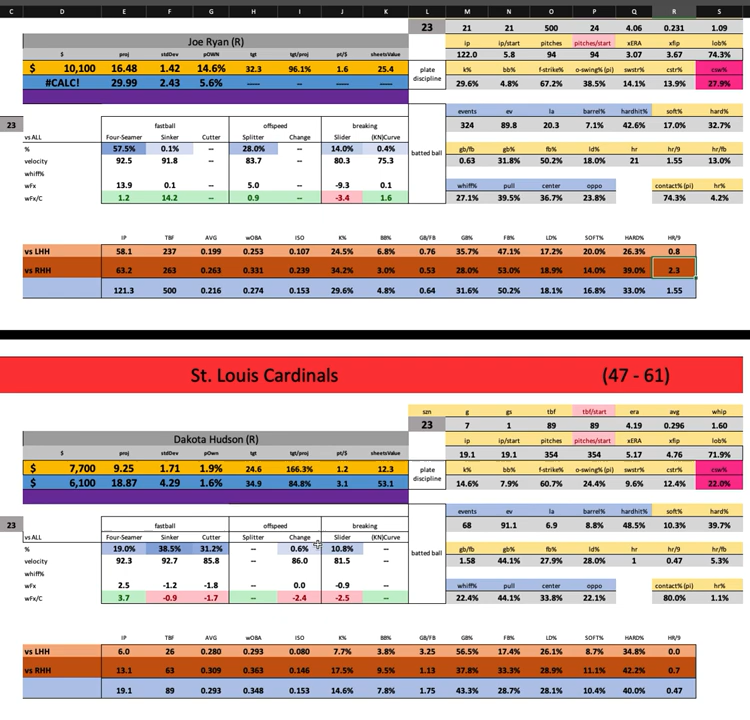 C D E F G H I J K L M N O P Q R S
23 21 21 500 24 4.06 0.231 1.09
ip ip/start pitches pitches/start xERA xfip lob%
Joe Ryan (R) 122.0 5.8 94 94 3.07 3.67 74.3%
$ proj stdDev pOWN tgt tgt/proj pt/$ sheetsValue
k% bb% f-strike% o-swing% (pi) swstr% cstr% csw%
$ 10,100 16.48 1.42 14.6% 32.3 96.1% 1.6 25.4
plate discipline
#CALC! 29.99 2.43 5.6% ---- -- ---- ----
29.6% 4.8% 67.2% 38.5% 14.1% 13.9% 27.9%
events ev la barrel% hardhit% soft% hard%
23 fastball offspeed breaking 324 89.8 20.3 7.1% 42.6% 17.0% 32.7%
vs ALL Four-Seamer Sinker Cutter Splitter Change Slider (KN)Curve
% 57.5% 0.1% -- 28.0% -- 14.0% 0.4%
batted ball
gb/fb gb% fb% ld% hr hr/9 hr/fb
velocity 92.5 91.8 -- 83.7 -- 80.3 75.3
0.63 31.8% 50.2% 18.0% 21 1.55 13.0%
whiff%
wFx 13.9 0.1 5.0 -9.3 0.1
whiff% pull center oppo contact% (pi) hr%
wFx/C 1.2 14.2 -- 0.9 -- -3.4 1.6
27.1% 39.5% 36.7% 23.8% 74.3% 4.2%
IP TBF AVG wOBA ISO K% BB% GB/FB GB% FB% LD% SOFT% HARD% HR/9
vs LHH 58.1 237 0.199 0.253 0.107 24.5% 6.8% 0.76 35.7% 47.1% 17.2% 20.0% 26.3% 0.8
vs RHH 63.2 263 0.263 0.331 0.239 34.2% 3.0% 0.53 28.0% 53.0% 18.9% 14.0% 39.0% 2.3
121.3 500 0.216 0.274 0.153 29.6% 4.8% 0.64 31.6% 50.2% 18.1% 16.8% 33.0% 1.55
St. Louis Cardinals (47 - 61)
szn g gs tbf tbf/start era avg whip
23 7 1 89 89 4.19 0.296 1.60
Dakota Hudson (R) ip ip/start pitches pitches/start xERA xfip lob%
$ proj stdDev pOwn tgt tgt/proj pt/$ sheetsValue
19.1 19.1 354 354 5.17 4.76 71.9%
$ 7,700 9.25 1.71 1.9% 24.6 166.3% 1.2 12.3
plate discipline
k% bb% f-strike% o-swing% (pi) swstr% cstr% csw%
$ 6,100 18.87 4.29 1.6% 34.9 84.8% 3.1 53.1
14.6% 7.9% 60.7% 24.4% 9.6% 12.4% 22.0%
events ev la barrel% hardhit% soft% hard%
23 fastball offspeed breaking 68 91.1 6.9 8.8% 48.5% 10.3% 39.7%
vs ALL Four-Seamer Sinker Cutter Splitter Change Slider (KN)Curve
% 19.0% 38.5% 31.2% -- 0.6% 10.8% --
batted ball
gb/fb gb% fb% ld% hr hr/9 hr/fb
velocity 92.3 92.7 85.8 -- 86.0 81.5 --
1.58 44.1% 27.9% 28.0% 1 0.47 5.3%
whiff%
wFx 2.5 -1.2 -1.8 0.0 -0.9
whiff% pull center oppo contact% (pi) hr%
wFx/C 3.7 -0.9 -1.7 -- -2.4 -2.5 --
22.4% 44.1% 33.8% 22.1% 80.0% 1.1%
IP TBF AVG wOBA ISO K% BB% GB/FB GB% FB% LD% SOFT% HARD% HR/9
vs LHH 6.0 26 0.280 0.293 0.080 7.7% 3.8% 3.25 56.5% 17.4% 26.1% 8.7% 34.8% 0.0
vs RHH 13.1 63 0.309 0.363 0.146 17.5% 9.5% 1.13 37.8% 33.3% 28.9% 11.1% 42.2% 0.7
19.1 89 0.293 0.348 0.153 14.6% 7.8% 1.75 43.3% 28.7% 28.1% 10.4% 40.0% 0.47